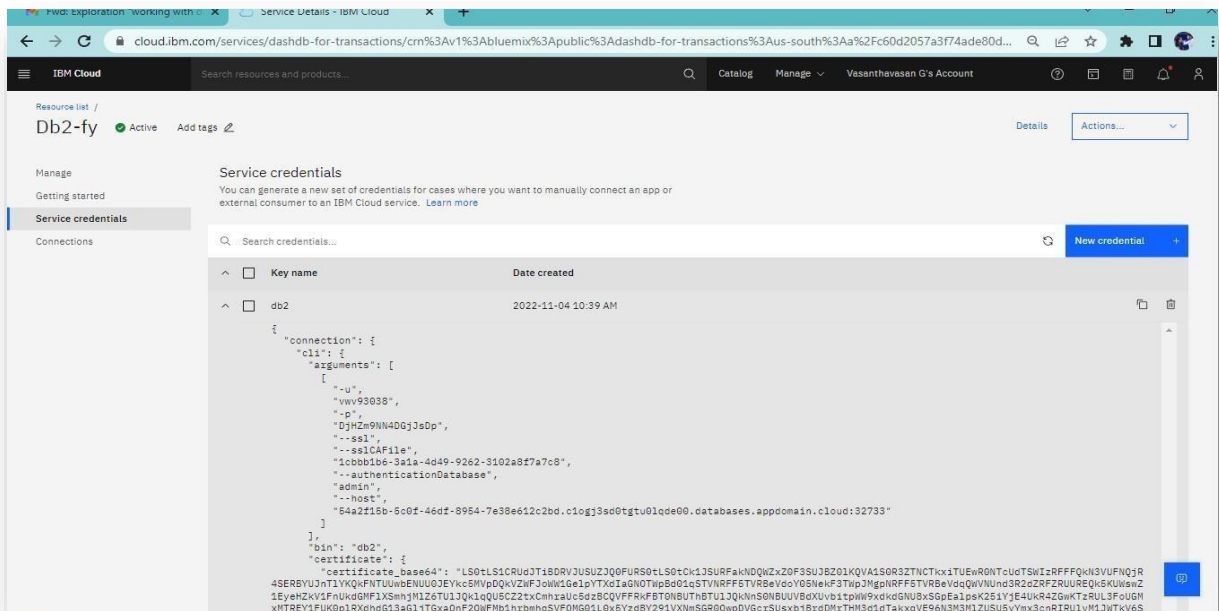 Fwd: Exploration "working with
Service Details - IBM Cloud
cloud.ibm.com/services/dashdb-for-transactions/crn%3Av1%3Abluemix%3Apublic%3Adashdb-for-transactions%3Aus-south%3Aa%2Fc60d2057a3f74ade80d...
IBM Cloud
Search resources and products...
Catalog
Manage
Vasanthavasan G's Account
Resource list /
Db2-fy
Active
Add tags
Details
Actions...
Manage
Getting started
Service credentials
Connections
Service credentials
You can generate a new set of credentials for cases where you want to manually connect an app or
external consumer to an IBM Cloud service. Learn more
Search credentials...
New credential +
Key name
Date created
db2
2022-11-04 10:39 AM
{
"connection": {
"cli": {
"arguments": [
[
"-u",
"vwv93038",
"-p",
"DjHZm9NN4DGjJsDp",
"--ssl",
"--sslCAFile",
"1cbbb1b6-3a1a-4d49-9262-3102a8f7a7c8",
"--authenticationDatabase",
"admin",
"--host",
"54a2f15b-5c0f-46df-8954-7e38e612c2bd.c1ogj3sd0tgtu0lqde00.databases.appdomain.cloud:32733"
]
],
"bin": "db2",
"certificate": {
"certificate_base64":